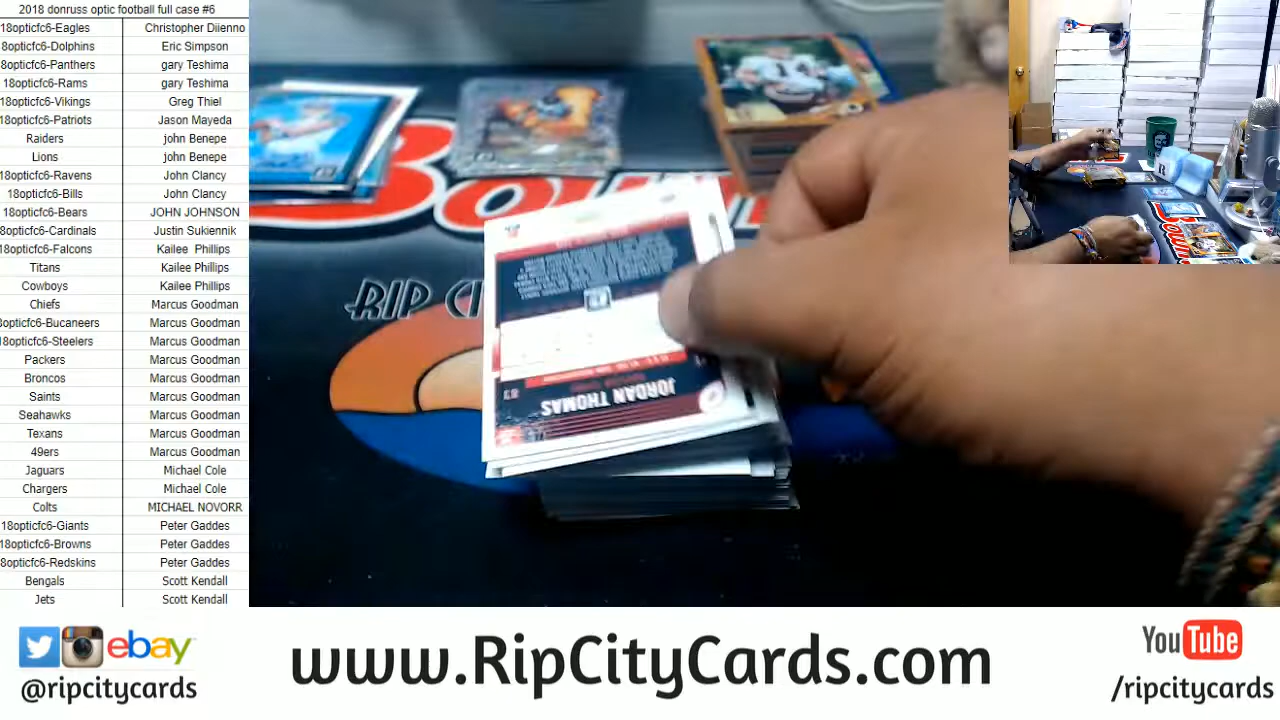 2018 donruss optic football full case #6
18opticfc6-Eagles Christopher Diienno
8opticfc6-Dolphins Eric Simpson
8opticfc6-Panthers gary Teshima
18opticfc6-Rams gary Teshima
18opticfc6-Vikings Greg Thiel
18opticfc6-Patriots Jason Mayeda
Raiders john Benepe
Lions john Benepe
18opticfc6-Ravens John Clancy
18opticfc6-Bills John Clancy
18opticfc6-Bears JOHN JOHNSON
8opticfc6-Cardinals Justin Sukiennik
18opticfc6-Falcons Kailee Phillips
Titans Kailee Phillips
Cowboys Kailee Phillips
Chiefs Marcus Goodman
8opticfc6-Bucaneers Marcus Goodman
18opticfc6-Steelers Marcus Goodman
Packers Marcus Goodman
Broncos Marcus Goodman
Saints Marcus Goodman
Seahawks Marcus Goodman
Texans Marcus Goodman
49ers Marcus Goodman
Jaguars Michael Cole
Chargers Michael Cole
Colts MICHAEL NOVORR
18opticfc6-Giants Peter Gaddes
18opticfc6-Browns Peter Gaddes
8opticfc6-Redskins Peter Gaddes
Bengals Scott Kendall
Jets Scott Kendall
RIP CI
JORDAN THOMAS
ebay
@ripcitycards
www.RipCityCards.com
YouTube
/ripcitycards